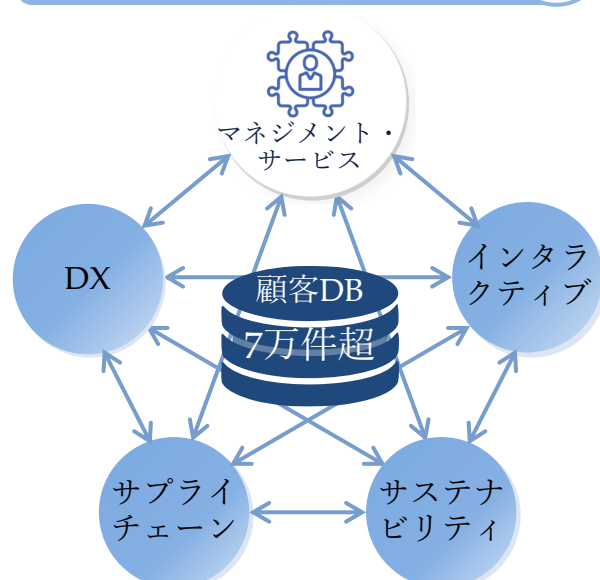 マネジメント・
サービス
DX
インタラ
クティブ
顧客DB
7万件超
サプライ
チェーン
サステナ
ビリティ